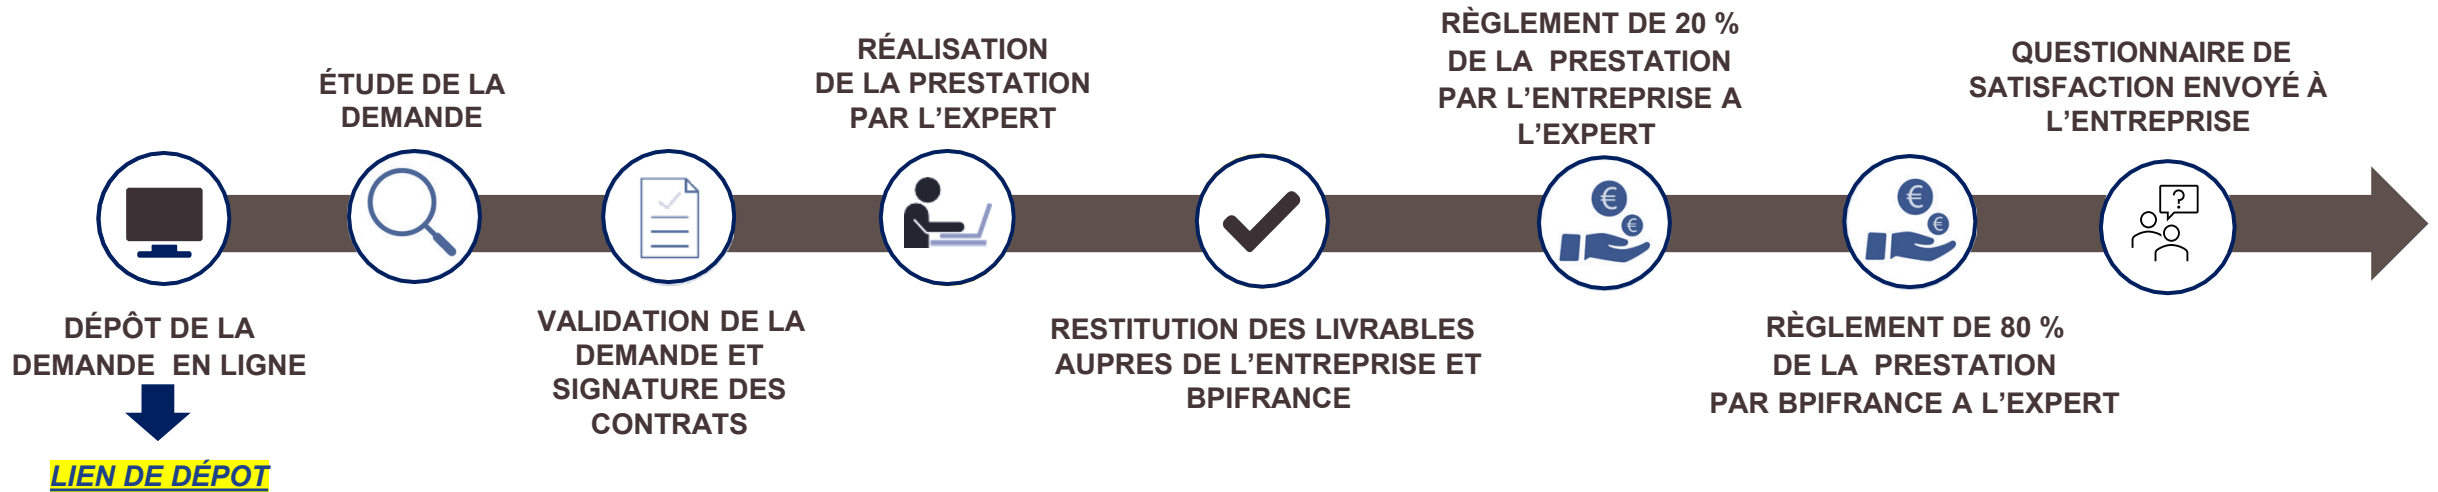 DÉPÔT DE LA
DEMANDE EN LIGNE
LIEN DE DÉPOT
ÉTUDE DE LA
DEMANDE
VALIDATION DE LA
DEMANDE ET
SIGNATURE DES
CONTRATS
RÉALISATION
DE LA PRESTATION
PAR L’EXPERT
RESTITUTION DES LIVRABLES
AUPRES DE L’ENTREPRISE ET
BPIFRANCE
RÈGLEMENT DE 20 %
DE LA PRESTATION
PAR L’ENTREPRISE A
L’EXPERT
€
€
RÈGLEMENT DE 80 %
DE LA PRESTATION
PAR BPIFRANCE A L’EXPERT
€
€
QUESTIONNAIRE DE
SATISFACTION ENVOYÉ À
L’ENTREPRISE
?